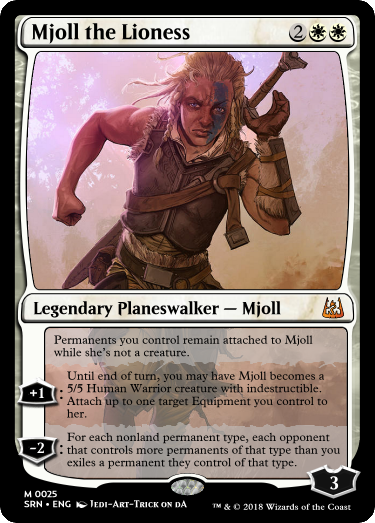 Mjoll the Lioness 2
Legendary Planeswalker — Mjoll
Permanents you control remain attached to Mjoll
while she's not a creature.
+1: Until end of turn, you may have Mjoll becomes a
5/5 Human Warrior creature with indestructible.
Attach up to one target Equipment you control to
her.
-2: For each nonland permanent type, each opponent
that controls more permanents of that type than you
exiles a permanent they control of that type.
3
M 0025
SRN • ENG Jedi-Art-Trick on dA
™ & © 2018 Wizards of the Coast